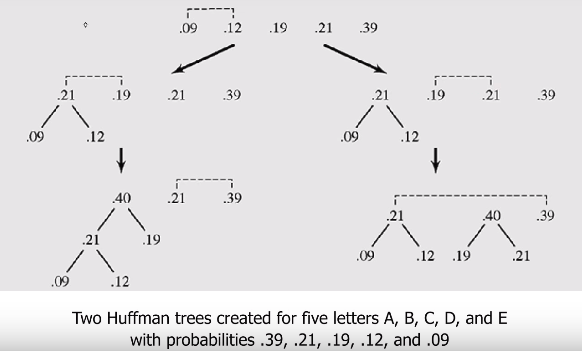 .09 .12 .19 .21 .39
.21 .19 .21 .39
.09 .12
.21 .19 .21 .39
.09 .12
.40 .21 .39
.21 .19
.09 .12
.21 .40 .39
.09 .12 .19 .21
Two Huffman trees created for five letters A, B, C, D, and E
with probabilities .39, .21, .19, .12, and .09